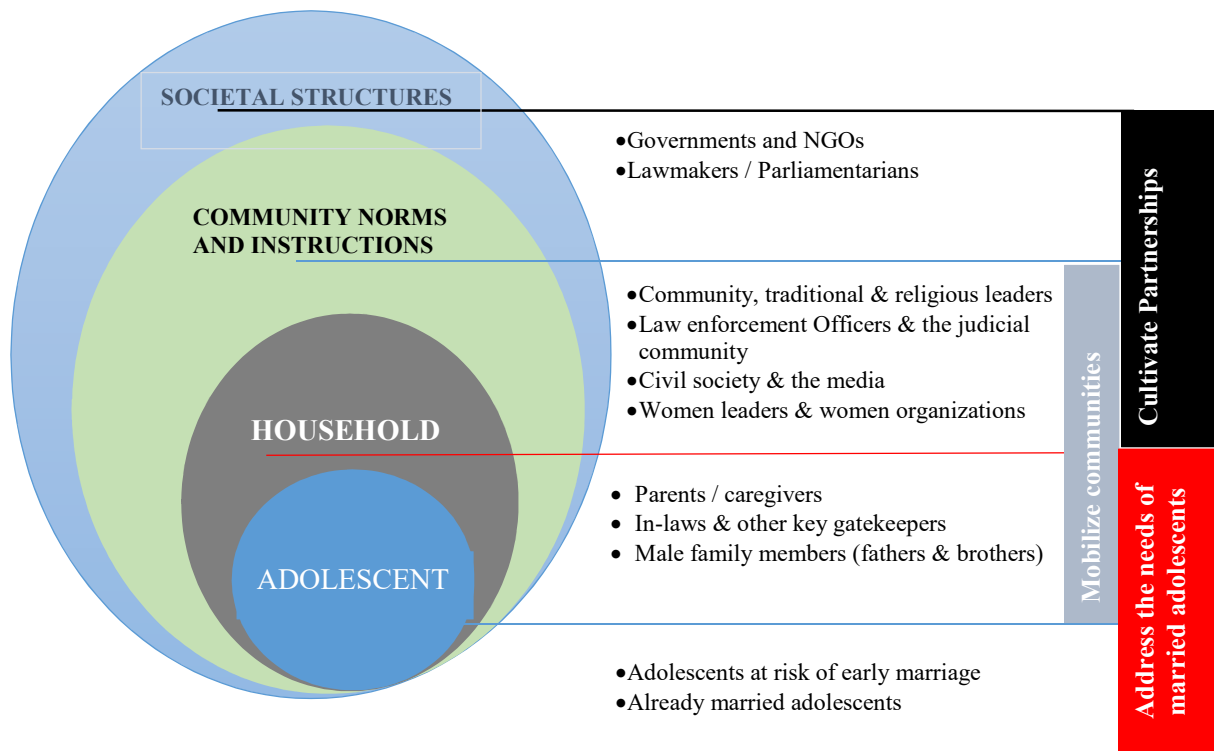 SOCIETAL STRUCTURES
•Governments and NGOs
•Lawmakers / Parliamentarians
COMMUNITY NORMS
AND INSTRUCTIONS
•Community, traditional & religious leaders
•Law enforcement Officers & the judicial
community
•Civil society & the media
•Women leaders & women organizations
HOUSEHOLD
• Parents / caregivers
• In-laws & other key gatekeepers
• Male family members (fathers & brothers)
ADOLESCENT
•Adolescents at risk of early marriage
•Already married adolescents
Mobilize communities
Cultivate Partnerships
Address the needs of
married adolescents